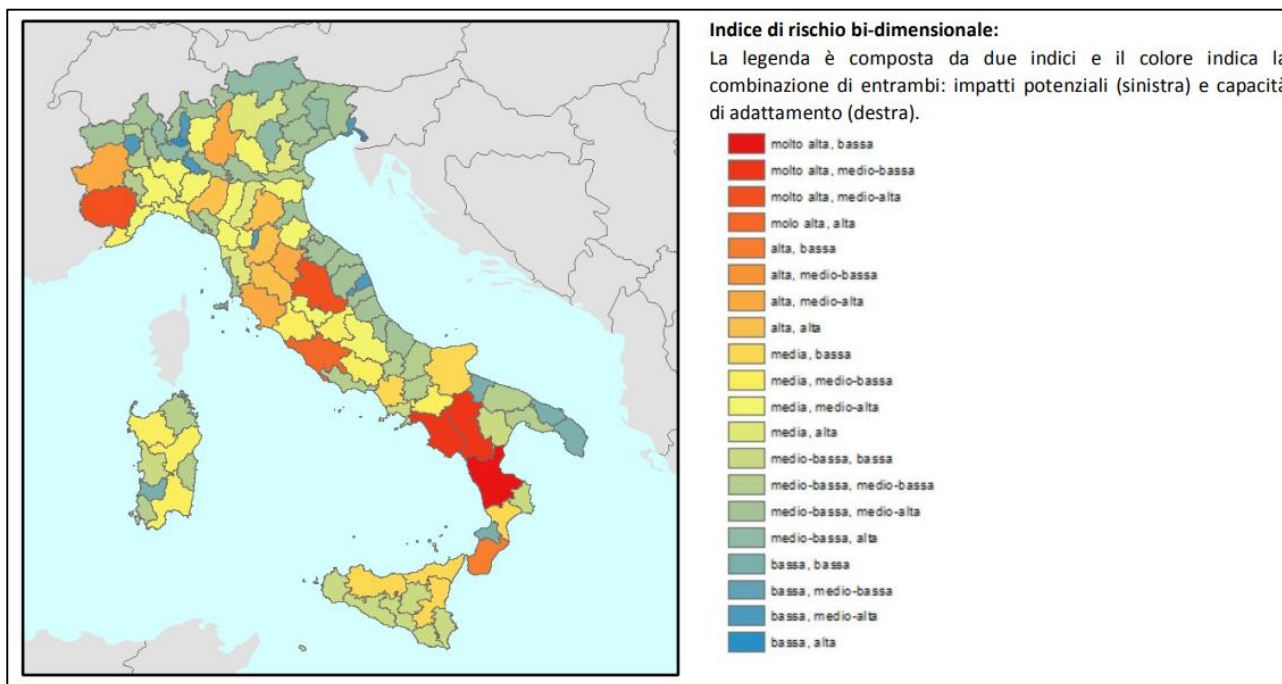 Indice di rischio bi-dimensionale:
La legenda è composta da due indici e il colore indica la
combinazione di entrambi: impatti potenziali (sinistra) e capacità
di adattamento (destra).
molto alta, bassa
molto alta, medio-bassa
molto alta, medio-alta
molo alta, alta
alta, bassa
alta, medio-bassa
alta, medio-alta
alta, alta
media, bassa
media, medio-bassa
media, medio-alta
media, alta
medio-bassa, bassa
medio-bassa, medio-bassa
medio-bassa, medio-alta
medio-bassa, alta
bassa, bassa
bassa, medio-bassa
bassa, medio-alta
bassa, alta